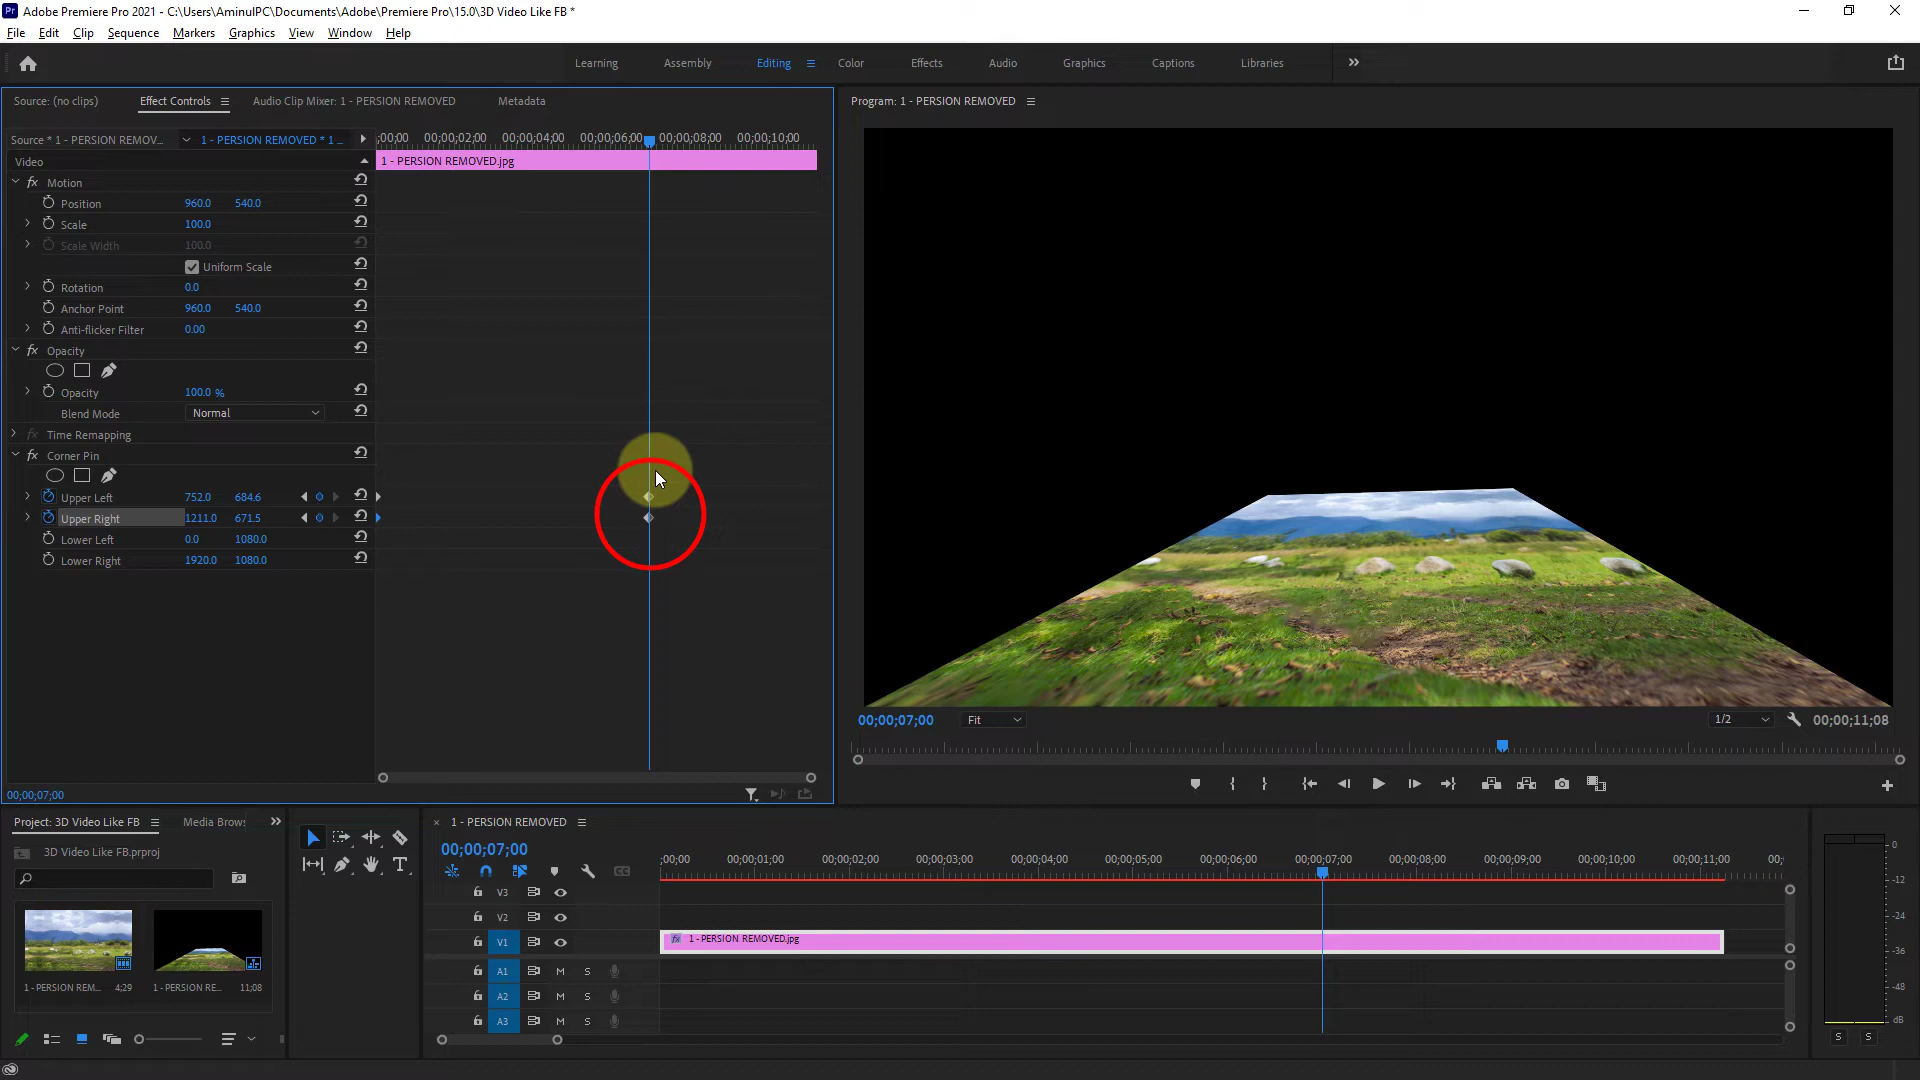 Adobe Premiere Pro 2021 - C:\Users\AminulPC\Documents\Adobe\Premiere Pro\15.0\3D Video Like FB *
File Edit Clip Sequence Markers Graphics View Window Help
Learning Assembly Editing Color Effects Audio Graphics Captions Libraries
Source: (no clips) Effect Controls Audio Clip Mixer: 1 - PERSION REMOVED Metadata
Program: 1 - PERSION REMOVED
Source * 1 - PERSION REMOV... 1 - PERSION REMOVED * 1 ...
;00;00 00;00;02;00 00;00;04;00 00;00;06;00 00;00;08;00 00;00;10;00
Video
1 - PERSION REMOVED.jpg
fx Motion
Position 960.0 540.0
Scale 100.0
Scale Width 100.0
Uniform Scale
Rotation 0.0
Anchor Point 960.0 540.0
Anti-flicker Filter 0.00
fx Opacity
Opacity 100.0 %
Blend Mode Normal
fx Time Remapping
fx Corner Pin
Upper Left 752.0 684.6
Upper Right 1211.0 671.5
Lower Left 0.0 1080.0
Lower Right 1920.0 1080.0
00;00;07;00
00;00;07;00 Fit 1/2 00;00;11;08
Project: 3D Video Like FB Media Brows
3D Video Like FB.prproj
1 - PERSION REM... 4;29
1 - PERSION RE... 11;08
× 1 - PERSION REMOVED
00;00;07;00
;00;00 00;00;01;00 00;00;02;00 00;00;03;00 00;00;04;00 00;00;05;00 00;00;06;00 00;00;07;00 00;00;08;00 00;00;09;00 00;00;10;00 00;00;11;00 00;
V3
V2
V1 fx 1 - PERSION REMOVED.jpg
A1 M S
A2 M S
A3 M S
0
-12
-24
-36
-48
dB
S S